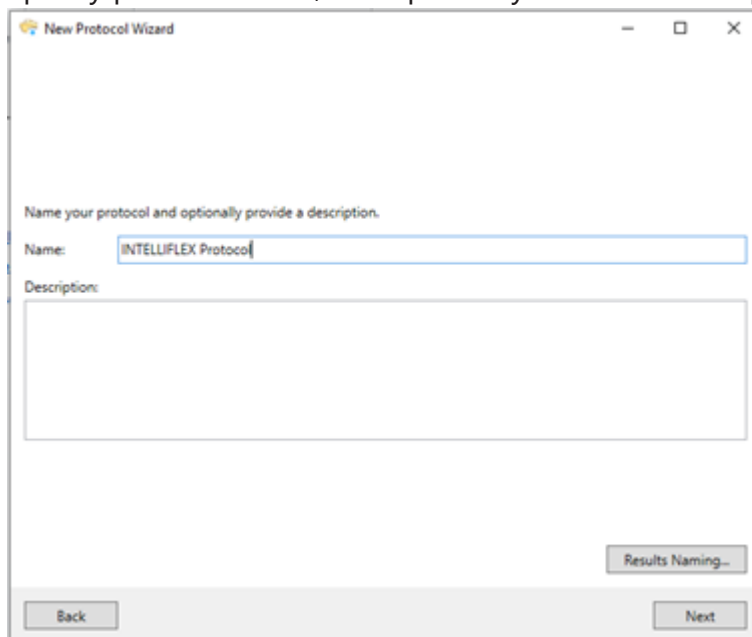 New Protocol Wizard
Name your protocol and optionally provide a description.
Name: INTELLIFLEX Protocol
Description:
Results Naming...
Back Next